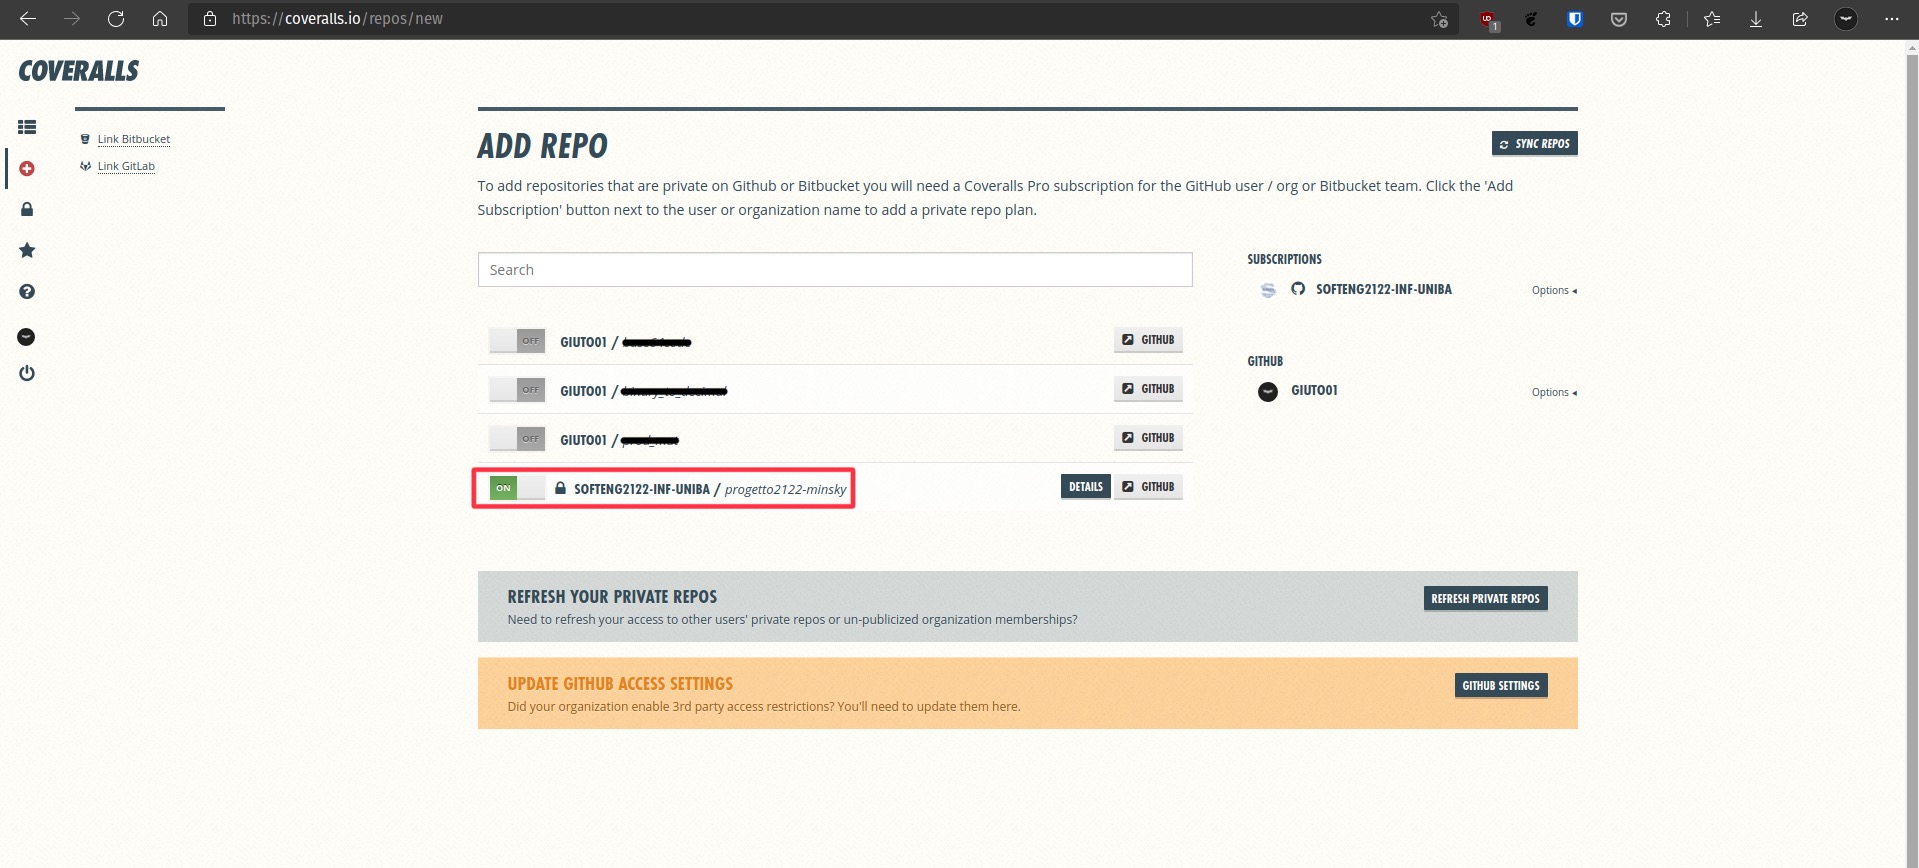 https://coveralls.io/repos/new
1
COVERALLS
Link Bitbucket
Link GitLab
ADD REPO
SYNC REPOS
To add repositories that are private on Github or Bitbucket you will need a Coveralls Pro subscription for the GitHub user / org or Bitbucket team. Click the 'Add
Subscription' button next to the user or organization name to add a private repo plan.
Search
OFF GIUTO01 / GITHUB
OFF GIUTO01 / GITHUB
OFF GIUTO01 / GITHUB
ON SOFTENG2122-INF-UNIBA / progetto2122-minsky DETAILS GITHUB
SUBSCRIPTIONS
SOFTENG2122-INF-UNIBA Options
GITHUB
GIUTO01 Options
REFRESH YOUR PRIVATE REPOS
Need to refresh your access to other users' private repos or un-publicized organization memberships?
REFRESH PRIVATE REPOS
UPDATE GITHUB ACCESS SETTINGS
Did your organization enable 3rd party access restrictions? You'll need to update them here.
GITHUB SETTINGS